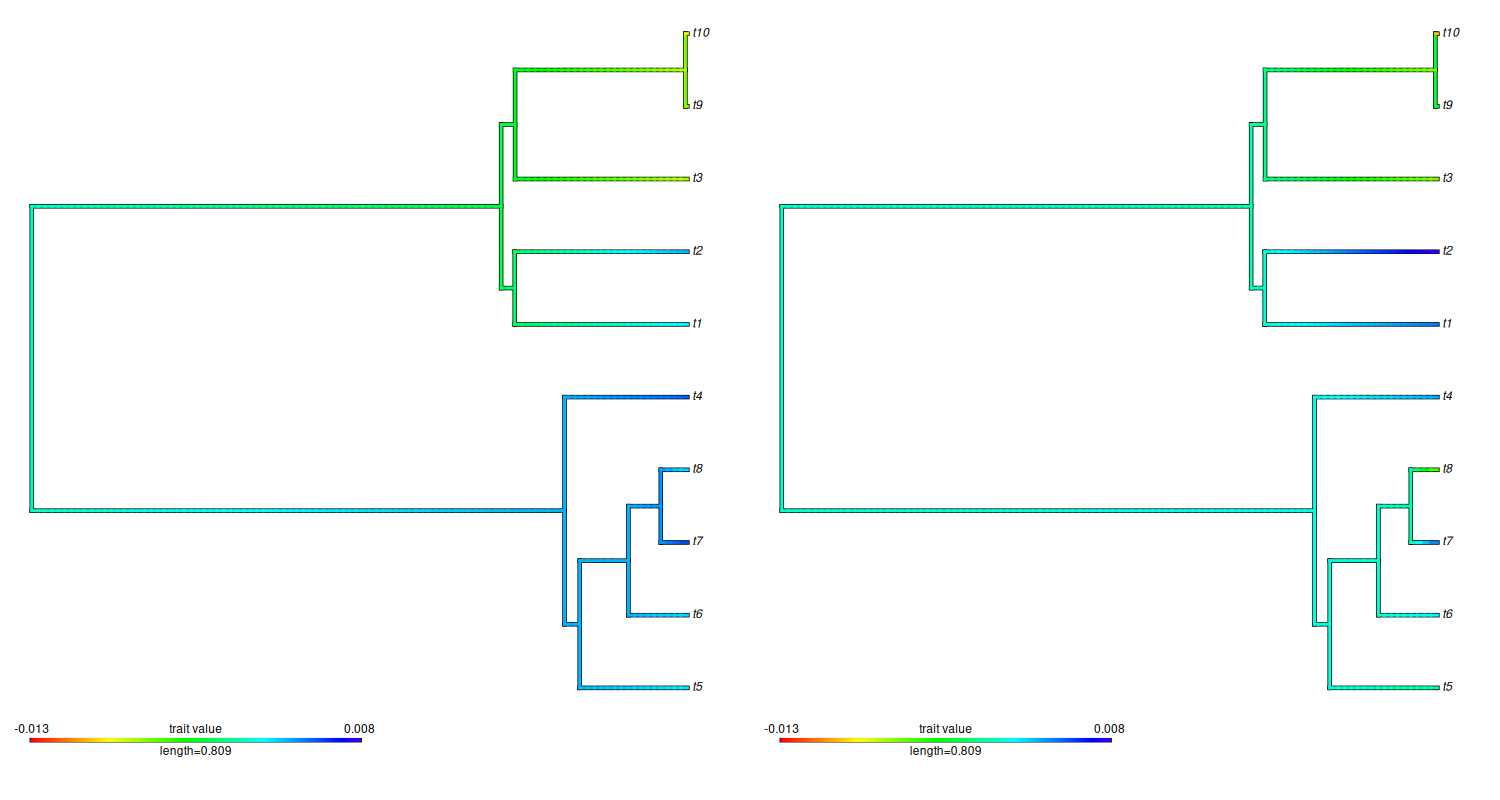 t10
t9
t3
t2
t1
t4
t8
t7
t6
t5
-0.013 trait value 0.008
length=0.809
t10
t9
t3
t2
t1
t4
t8
t7
t6
t5
-0.013 trait value 0.008
length=0.809